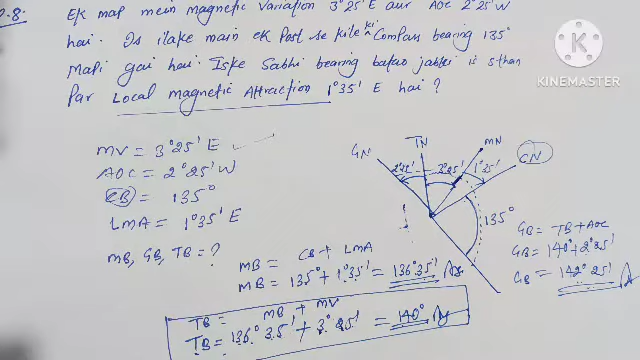 Q.8:
Ek map mein magnetic variation 3°25' E aur AOC 2°25' W
hai. Is ilake main ek Post se kile ki Compass bearing 135°
Mapi gai hai. Iske Sabhi bearing batao jabki is sthan
Par Local magnetic Attraction 1°35' E hai?
K
KINEMASTER
MV = 3°25' E
AOC = 2°25' W
CB = 135°
LMA = 1°35' E
MB, GB, TB = ?
GN TN MN CN
2°25' 3°25' 1°35'
135°
MB = CB + LMA
MB = 135° + 1°35' = 136°35' Ans
TB = MB + MV
TB = 136° 35' + 3° 25' = 140° Ans
GB = TB + AOC
GB = 140° + 2°25'
GB = 142° 25'